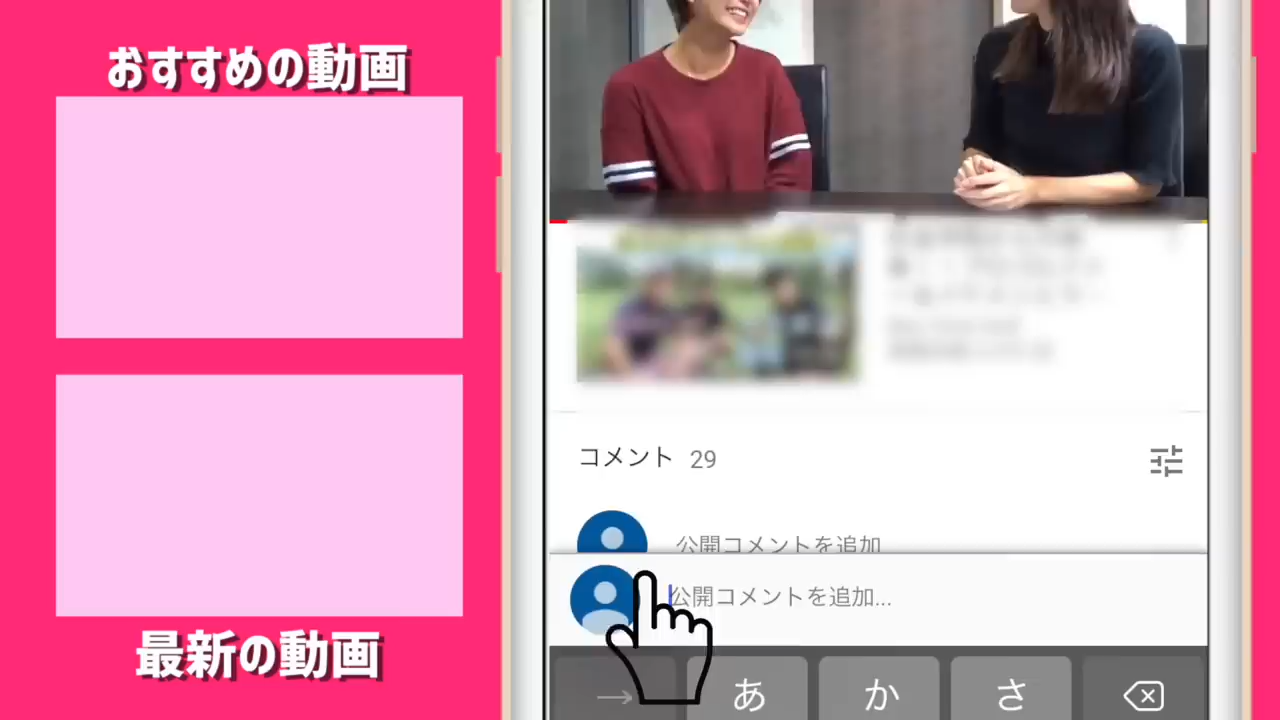 おすすめの動画
最新の動画
コメント 29
公開コメントを追加
公開コメントを追加...
→ あ か さ